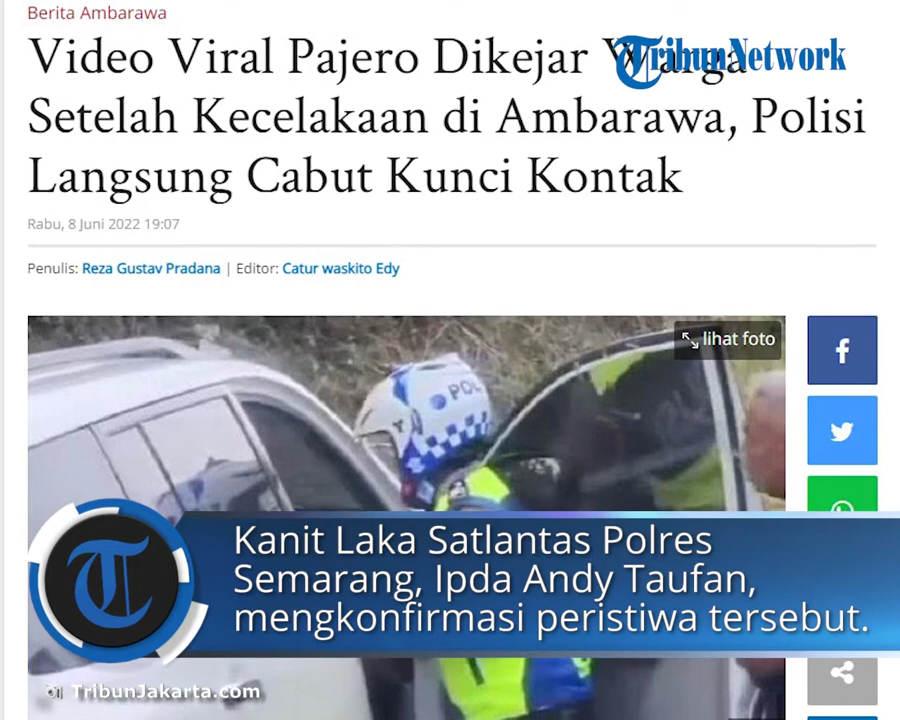 Berita Ambarawa
TribunNetwork
Video Viral Pajero Dikejar Warga
Setelah Kecelakaan di Ambarawa, Polisi
Langsung Cabut Kunci Kontak
Rabu, 8 Juni 2022 19:07
Penulis: Reza Gustav Pradana | Editor: Catur waskito Edy
lihat foto
POL
Kanit Laka Satlantas Polres
Semarang, Ipda Andy Taufan,
mengkonfirmasi peristiwa tersebut.
TribunJakarta.com